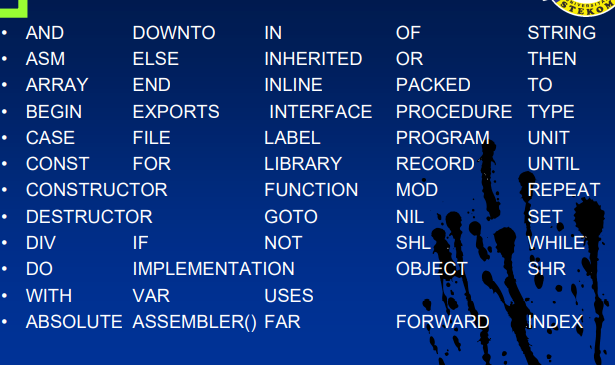 STEKOM
• AND DOWNTO IN OF STRING
• ASM ELSE INHERITED OR THEN
• ARRAY END INLINE PACKED TO
• BEGIN EXPORTS INTERFACE PROCEDURE TYPE
• CASE FILE LABEL PROGRAM UNIT
• CONST FOR LIBRARY RECORD UNTIL
• CONSTRUCTOR FUNCTION MOD REPEAT
• DESTRUCTOR GOTO NIL SET
• DIV IF NOT SHL WHILE
• DO IMPLEMENTATION OBJECT SHR
• WITH VAR USES
• ABSOLUTE ASSEMBLER() FAR FORWARD INDEX